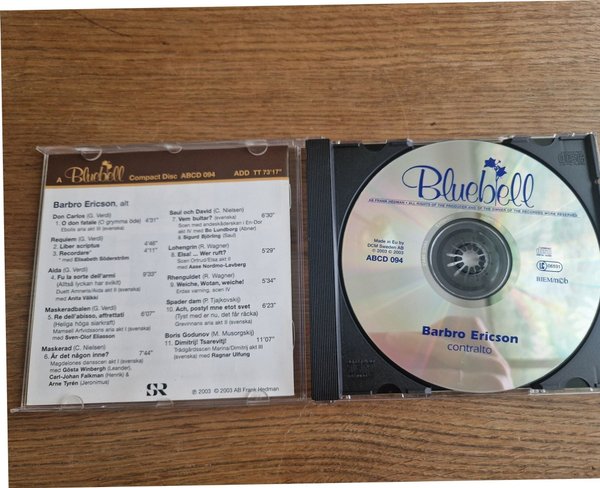 A Bluebell Compact Disc ABCD 094 ADD TT 73'17"
Barbro Ericson, alt
Don Carlos (G. Verdi)
1. O don fatale (O grymma öde) 4'31"
Ebolis aria akt III (svenska)
Requiem (G. Verdi)
2. Liber scriptus 4'46"
3. Recordare* 4'11"
* med Elisabeth Söderström
Aida (G. Verdi)
4. Fu la sorte dell'armi 9'33"
(Alltså lyckan har svikit)
Duett Amneris/Aida akt II (svenska)
med Anita Välkki
Maskeradbalen (G. Verdi)
5. Re dell'abisso, affrettati 6'07"
(Heliga höga siarkraft)
Mamsell Arfvidssons aria akt I (svenska)
med Sven-Olof Eliasson
Maskerad (C. Nielsen)
6. Är det någon inne? 7'44"
Magdelones dansscen akt I (svenska)
med Gösta Winbergh (Leander),
Carl-Johan Falkman (Henrik) &
Arne Tyrén (Jeronimus)
Saul och David (C. Nielsen)
7. Vem bultar? (svenska) 6'30"
Scen med andeskåderskan i En-Dor
akt IV med Bo Lundborg (Abner)
& Sigurd Björling (Saul)
Lohengrin (R. Wagner)
8. Elsa! ... Wer ruft? 5'29"
Scen Ortrud/Elsa akt II
med Aase Nordmo-Løvberg
Rhenguldet (R. Wagner)
9. Weiche, Wotan, weiche! 5'34"
Erdas varning, scen IV
Spader dam (P. Tjajkovskij)
10. Ach, postyl mne etot svet 6'23"
(Tyst med er nu, det får räcka)
Grevinnans aria akt II (svenska)
Boris Godunov (M. Musorgskij)
11. Dimitrij! Tsarevitj! 11'07"
Trädgårdsscen Marina/Dimitrij akt III
(svenska) med Ragnar Ulfung
SR
℗ 2003 © 2003 AB Frank Hedman
Bluebell
AB FRANK HEDMAN • ALL RIGHTS OF THE PRODUCER AND OF THE OWNER OF THE RECORDED WORK RESERVED
Made in Eu by
DCM Sweden AB
℗ 2003 © 2003
ABCD 094
BIEM/n©b
Barbro Ericson
contralto